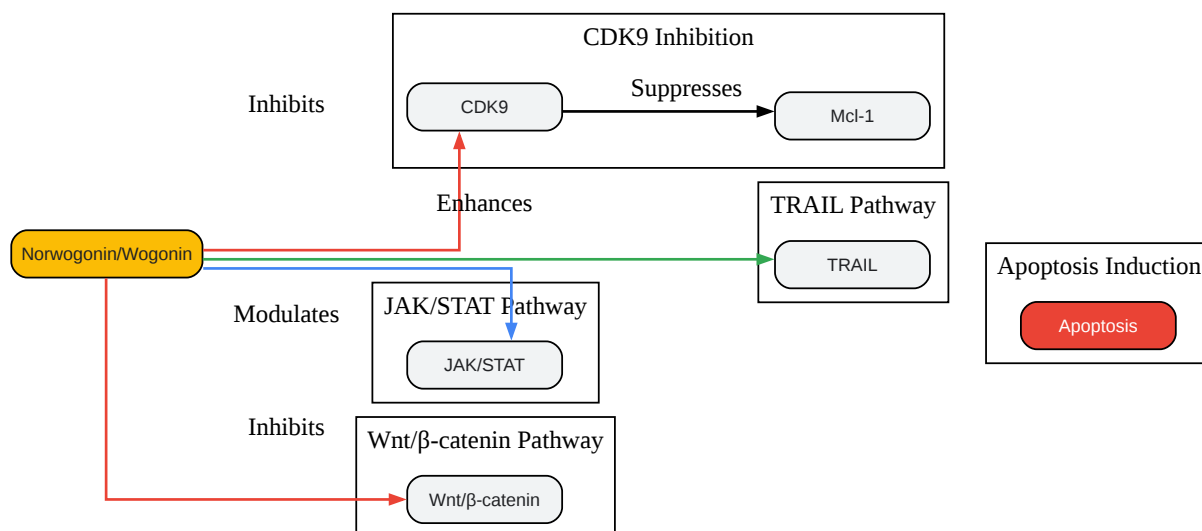 CDK9 Inhibition
Suppresses
Inhibits
CDK9
Mcl-1
Enhances
TRAIL Pathway
Norwogonin/Wogonin
TRAIL
Apoptosis Induction
Modulates
JAK/STAT Pathway
Apoptosis
JAK/STAT
Inhibits
Wnt/β-catenin Pathway
Wnt/β-catenin